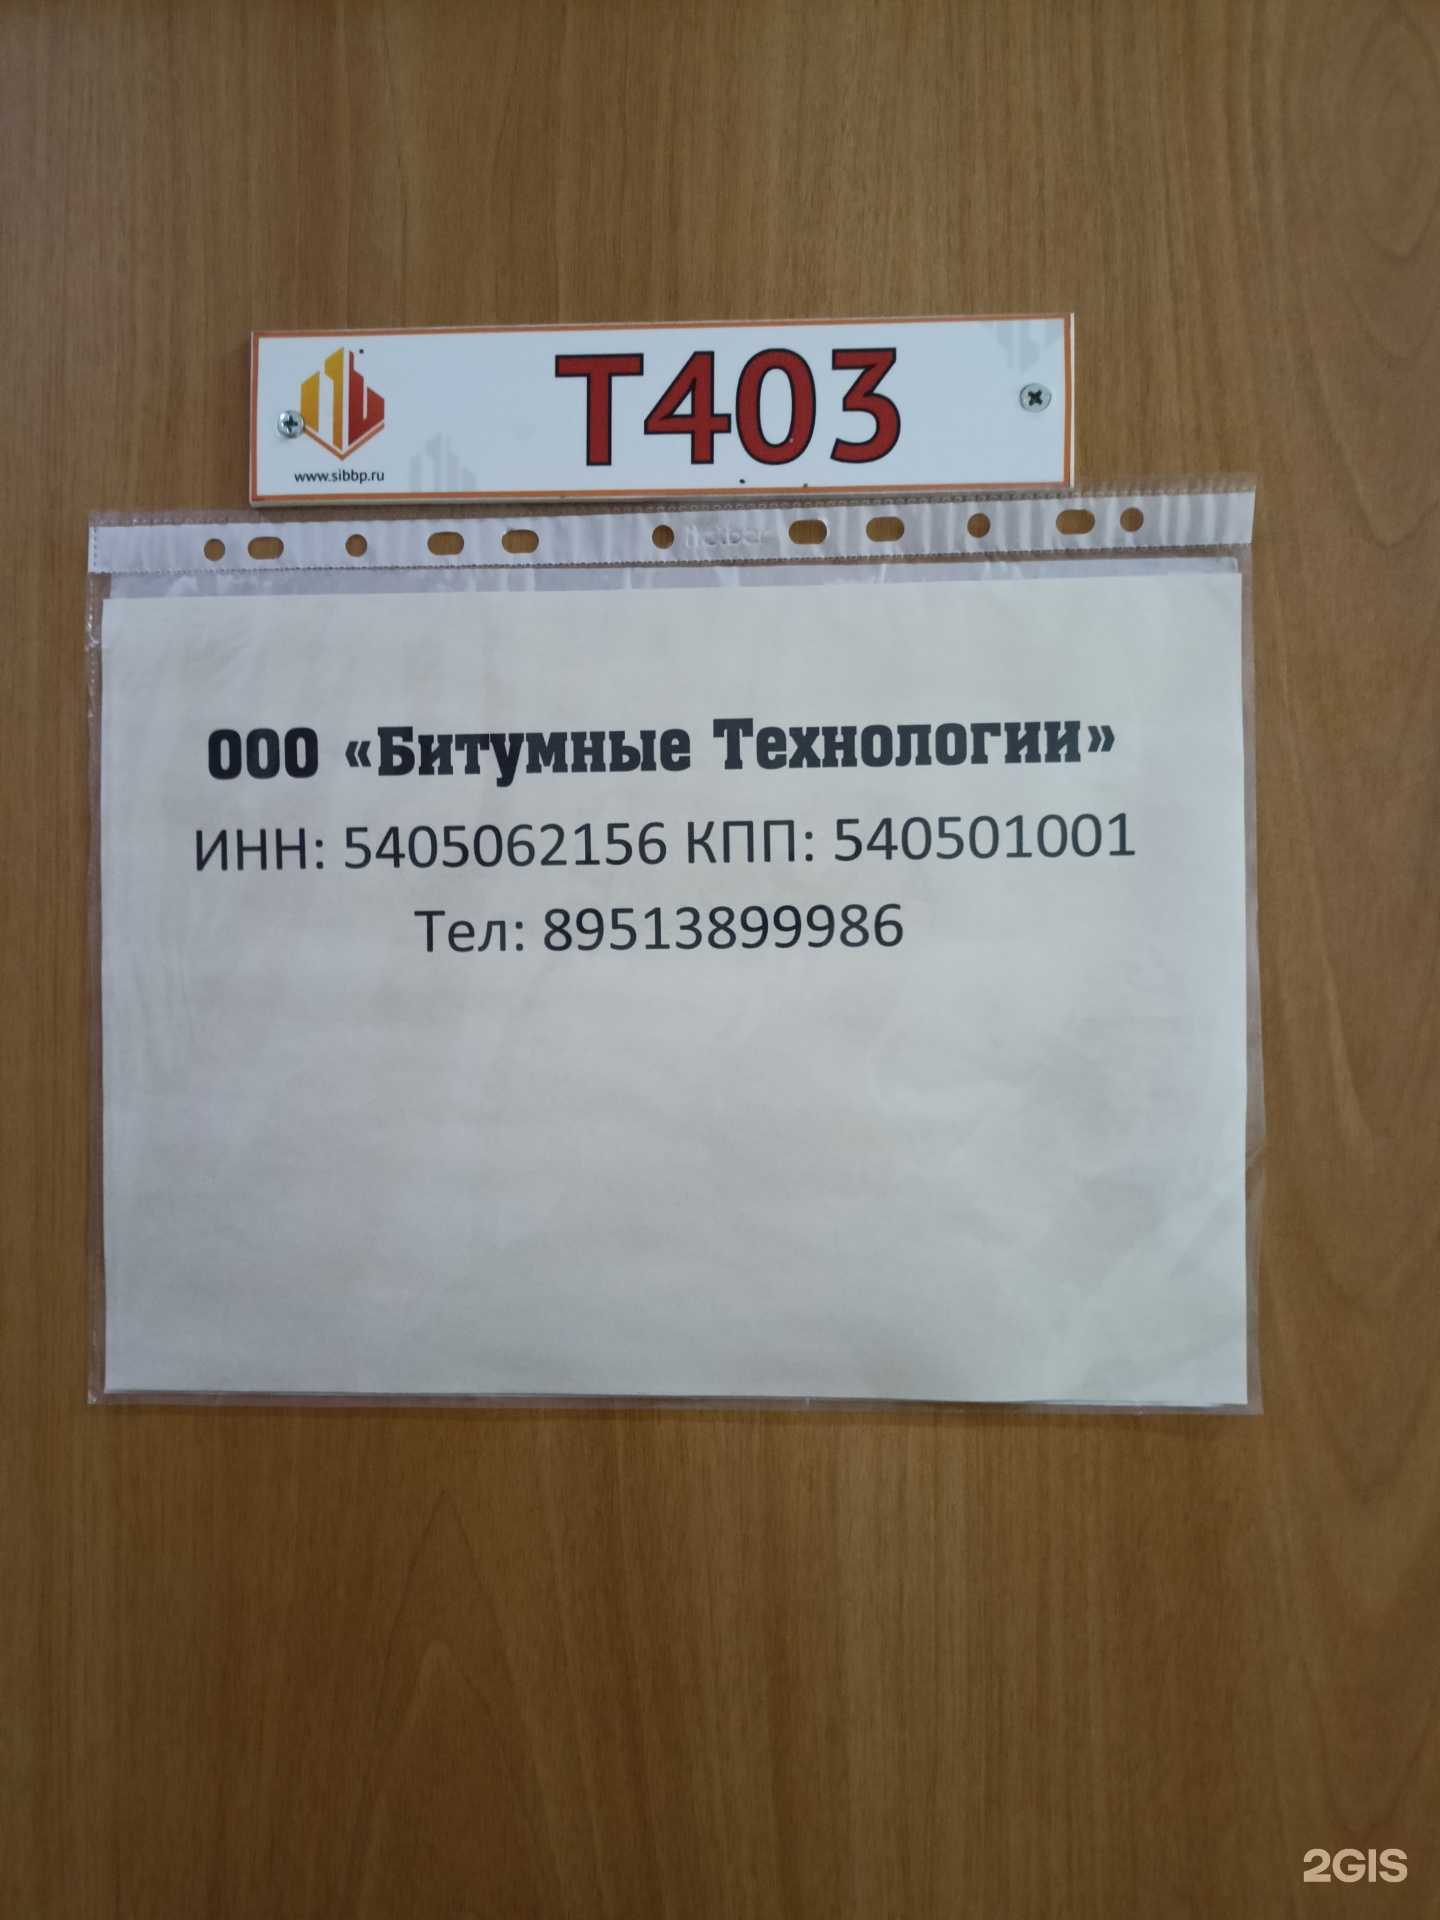 T403
www.sibbp.ru
ООО «Битумные Технологии»
ИНН: 5405062156 КПП: 540501001
Тел: 89513899986
2GIS